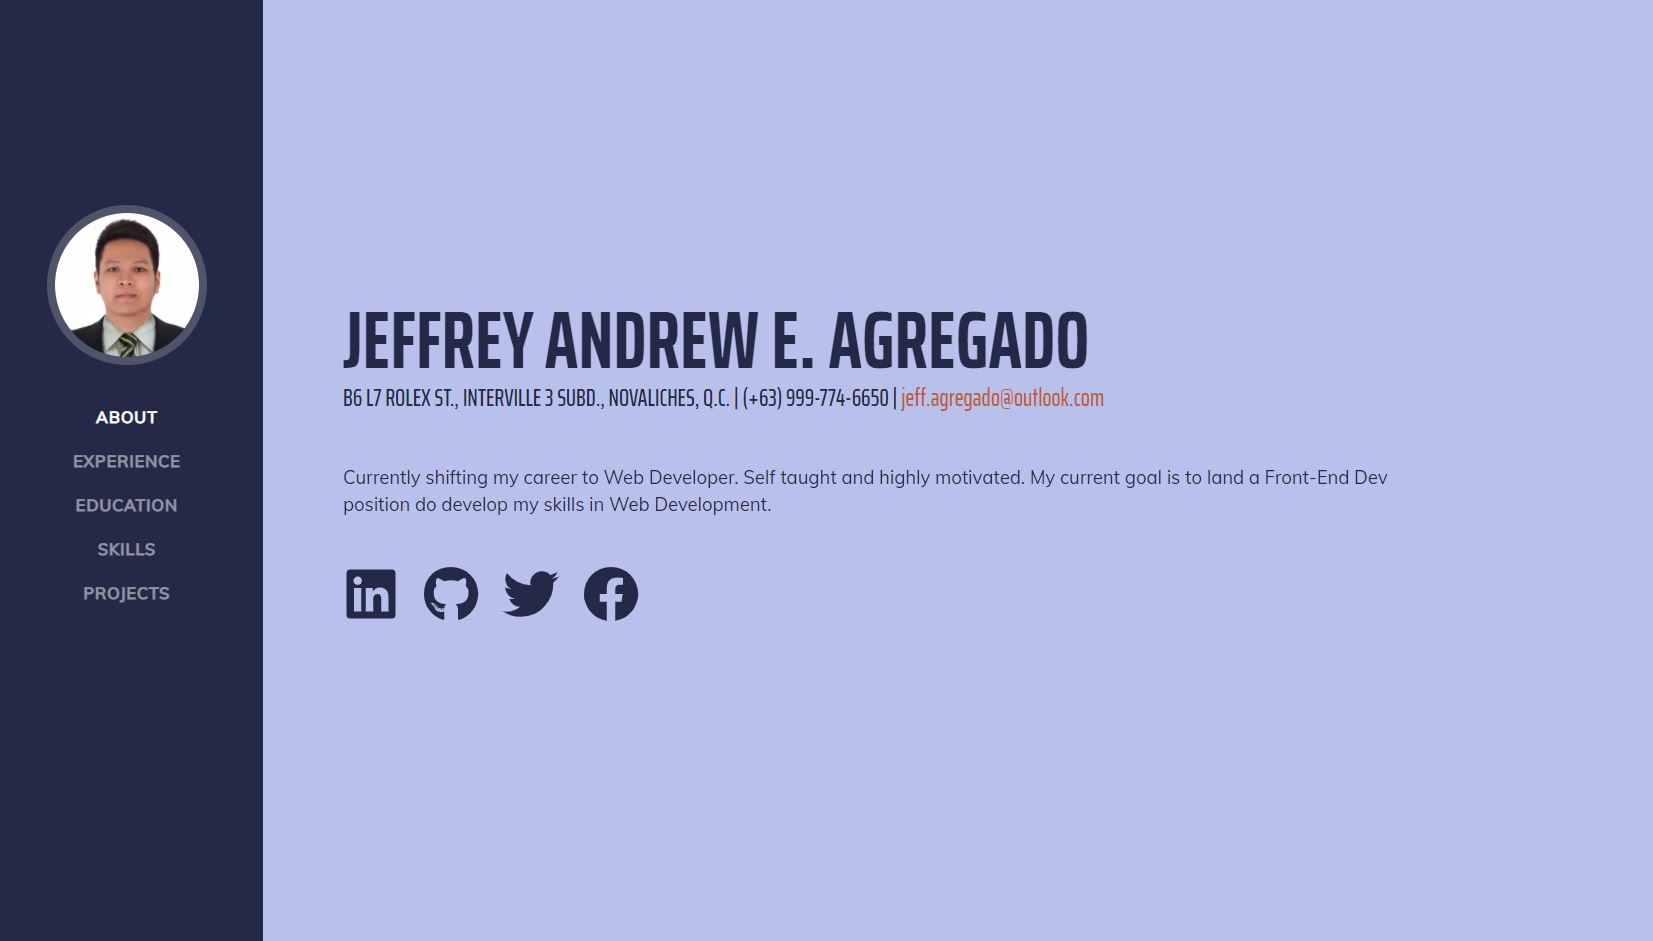 ABOUT
EXPERIENCE
EDUCATION
SKILLS
PROJECTS
JEFFREY ANDREW E. AGREGADO
B6 L7 ROLEX ST., INTERVILLE 3 SUBD., NOVALICHES, Q.C. | (+63) 999-774-6650 | jeff.agregado@outlook.com
Currently shifting my career to Web Developer. Self taught and highly motivated. My current goal is to land a Front-End Dev
position do develop my skills in Web Development.